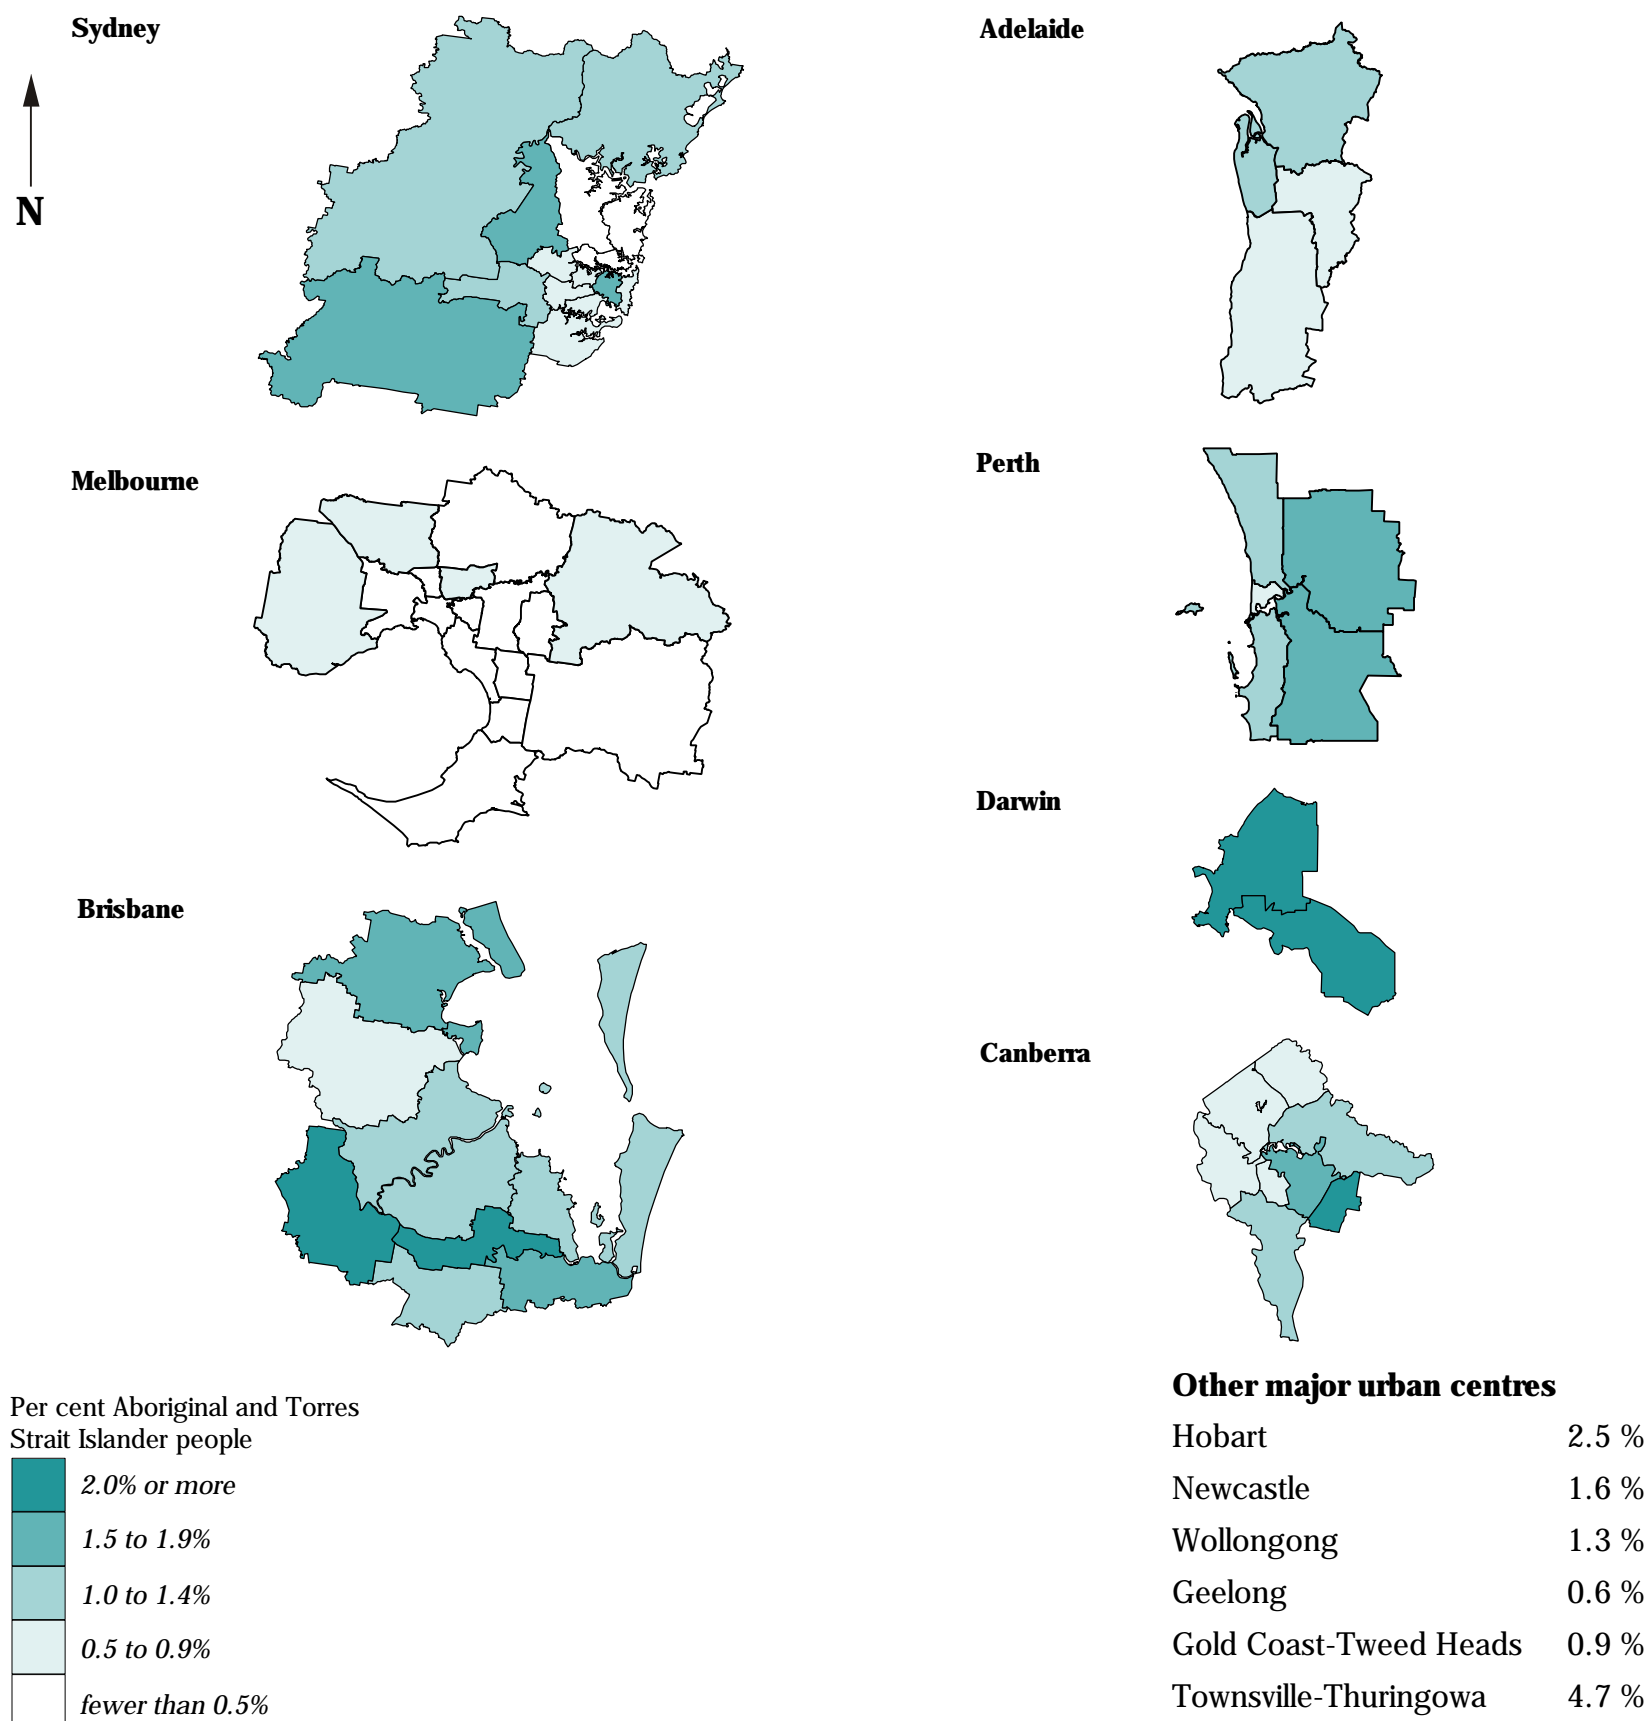 Sydney
N
Melbourne
Brisbane
Adelaide
Perth
Darwin
Canberra
Per cent Aboriginal and Torres
Strait Islander people
2.0% or more
1.5 to 1.9%
1.0 to 1.4%
0.5 to 0.9%
fewer than 0.5%
Other major urban centres
Hobart 2.5 %
Newcastle 1.6 %
Wollongong 1.3 %
Geelong 0.6 %
Gold Coast-Tweed Heads 0.9 %
Townsville-Thuringowa 4.7 %